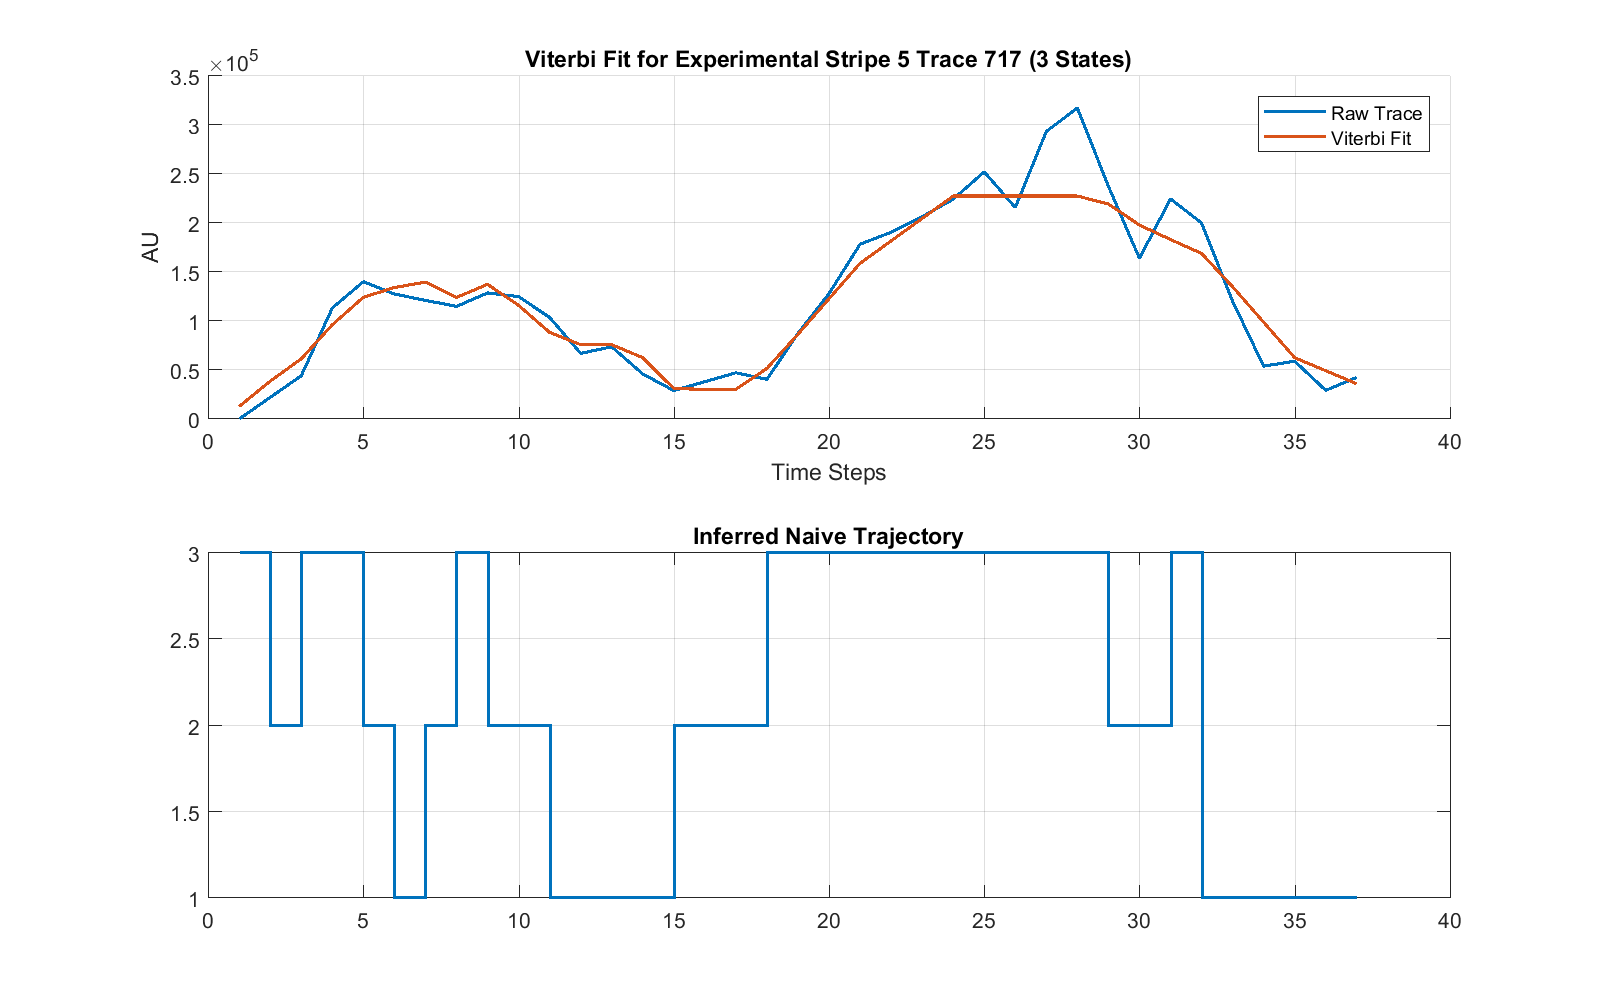 Viterbi Fit for Experimental Stripe 5 Trace 717 (3 States)
×10^5
3.5
3
2.5
2
1.5
1
0.5
0
AU
Raw Trace
Viterbi Fit
0 5 10 15 20 25 30 35 40
Time Steps
Inferred Naive Trajectory
3
2.5
2
1.5
1
0 5 10 15 20 25 30 35 40